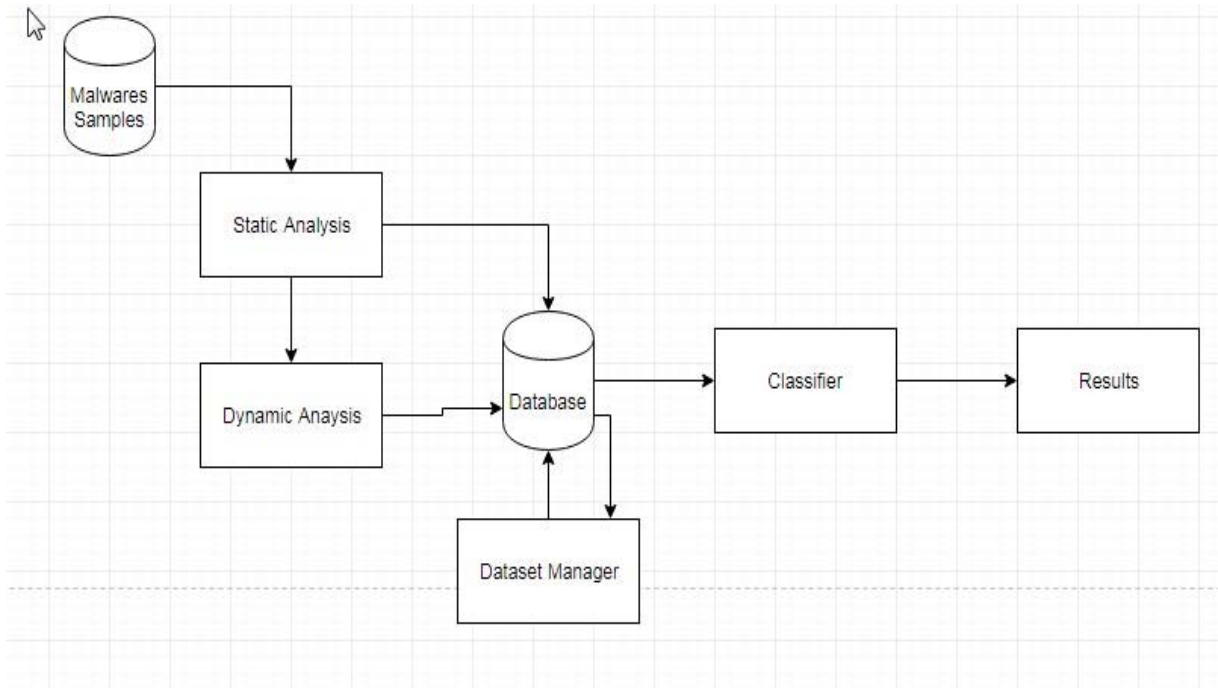 Malwares
Samples
Static Analysis
Dynamic Anaysis
Database
Classifier
Results
Dataset Manager